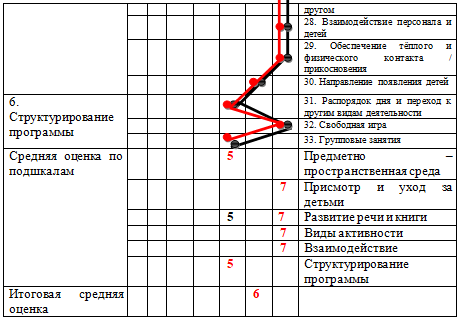 другом
28. Взаимодействие персонала и
детей
29. Обеспечение тёплого и
физического контакта /
прикосновения
30. Направление появления детей
6.
Структурирование
программы
31. Распорядок дня и переход к
другим видам деятельности
32. Свободная игра
33. Групповые занятия
Средняя оценка по
подшкалам
5 Предметно –
пространственная среда
7 Присмотр и уход за
детьми
5 7 Развитие речи и книги
7 Виды активности
7 Взаимодействие
5 Структурирование
программы
Итоговая средняя
оценка
6